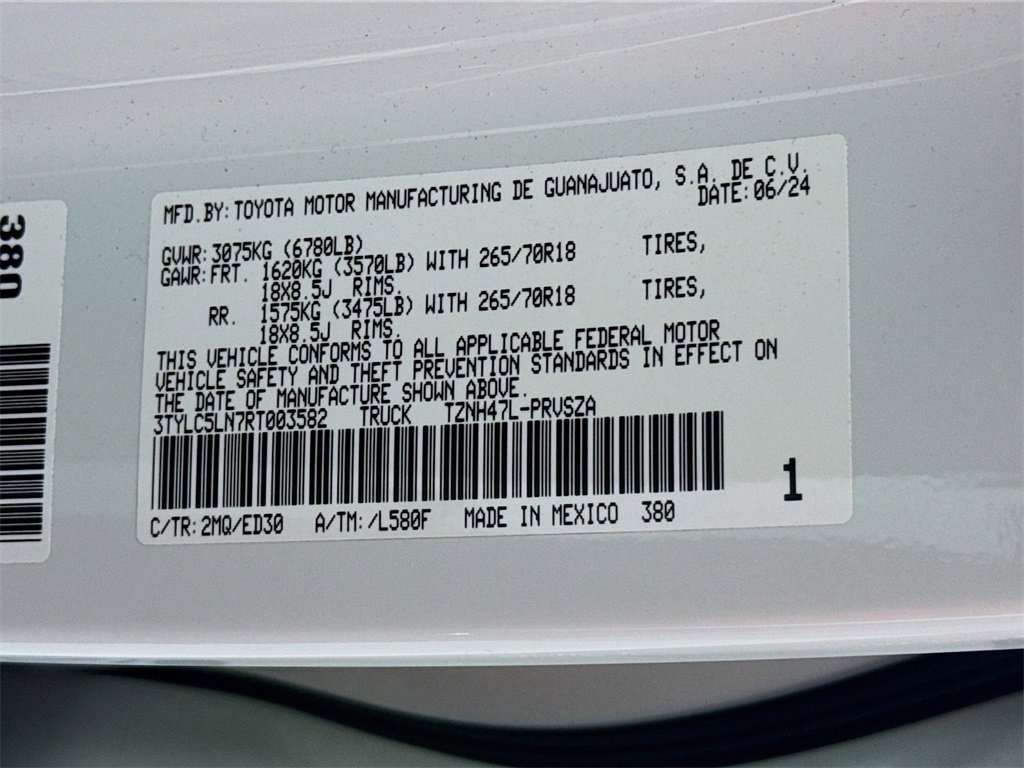 380
MFD.BY:TOYOTA MOTOR MANUFACTURING DE GUANAJUATO, S.A. DE C.V.
DATE:06/24
GVWR:3075KG (6780LB)
GAWR:FRT. 1620KG (3570LB) WITH 265/70R18 TIRES,
18X8.5J RIMS.
RR. 1575KG (3475LB) WITH 265/70R18 TIRES,
18X8.5J RIMS.
THIS VEHICLE CONFORMS TO ALL APPLICABLE FEDERAL MOTOR
VEHICLE SAFETY AND THEFT PREVENTION STANDARDS IN EFFECT ON
THE DATE OF MANUFACTURE SHOWN ABOVE.
3TYLC5LN7RT003582 TRUCK TZNH47L-PRVSZA
1
C/TR:2MQ/ED30 A/TM:/L580F MADE IN MEXICO 380